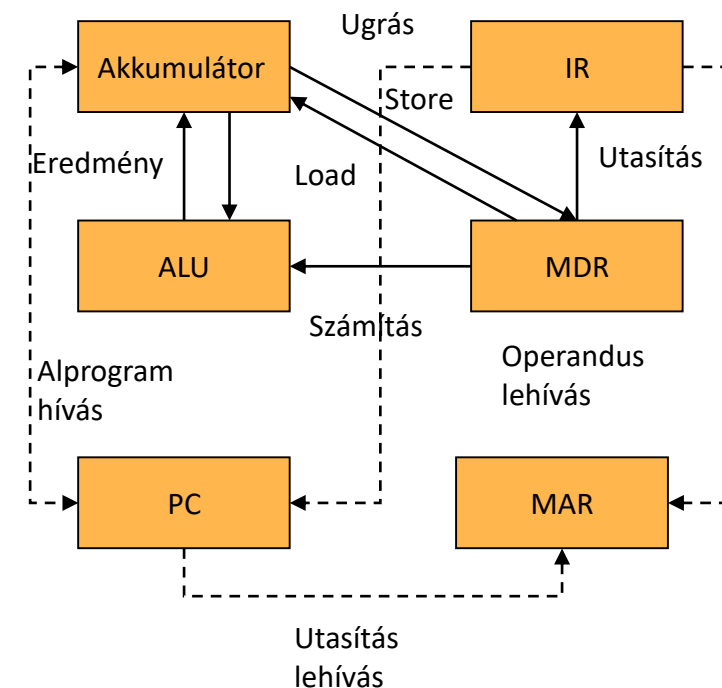 Ugrás
Akkumulátor
IR
Store
Eredmény
Load
Utasítás
ALU
MDR
Számítás
Operandus
lehívás
Alprogram
hívás
PC
MAR
Utasítás
lehívás